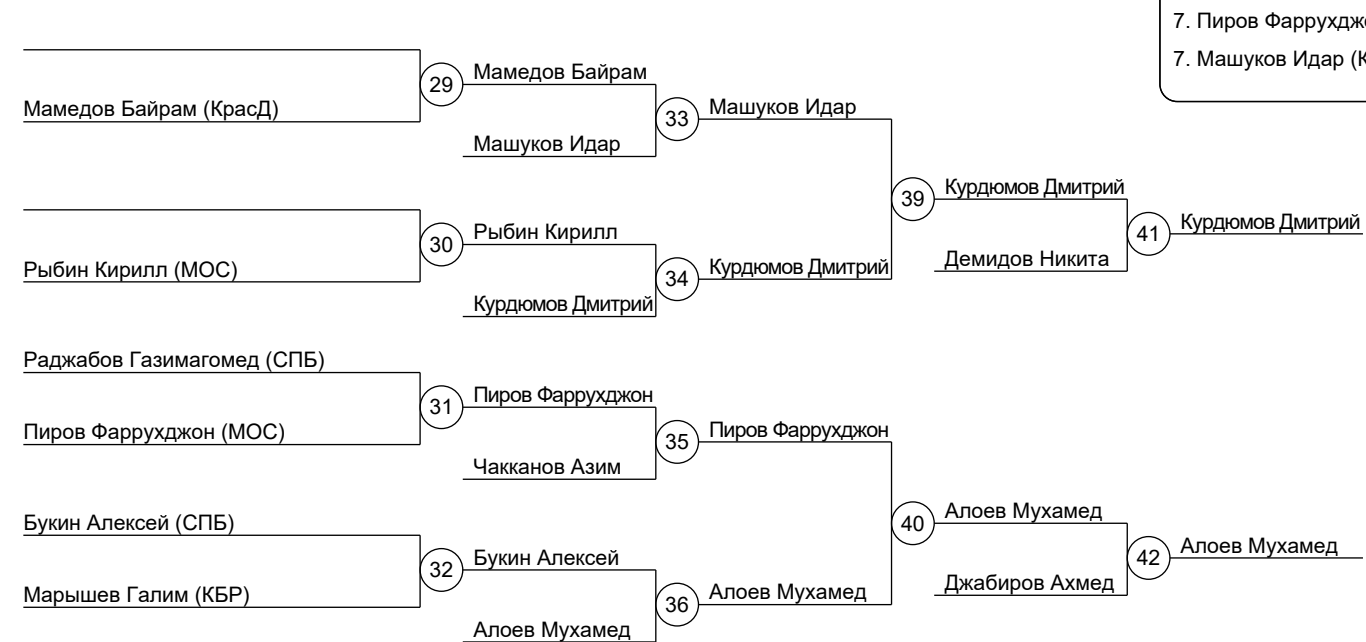 7. Пиров Фаррухдж
7. Машуков Идар (К
29 Мамедов Байрам
Мамедов Байрам (КрасД)
33 Машуков Идар
Машуков Идар
39 Курдюмов Дмитрий
30 Рыбин Кирилл
41 Курдюмов Дмитрий
Рыбин Кирилл (МОС)
34 Курдюмов Дмитрий
Демидов Никита
Курдюмов Дмитрий
Раджабов Газимагомед (СПБ)
31 Пиров Фаррухджон
Пиров Фаррухджон (МОС)
35 Пиров Фаррухджон
Чакканов Азим
Букин Алексей (СПБ)
40 Алоев Мухамед
32 Букин Алексей
42 Алоев Мухамед
Марышев Галим (КБР)
36 Алоев Мухамед
Джабиров Ахмед
Алоев Мухамед